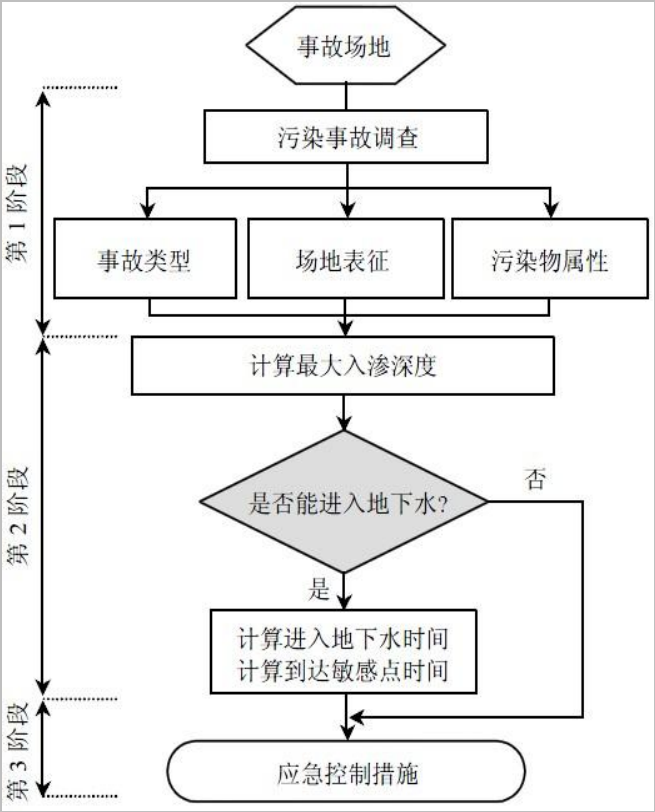 事故场地
第 1 阶段
污染事故调查
事故类型
场地表征
污染物属性
第 2 阶段
计算最大入渗深度
是否能进入地下水?
否
是
计算进入地下水时间
计算到达敏感点时间
第 3 阶段
应急控制措施